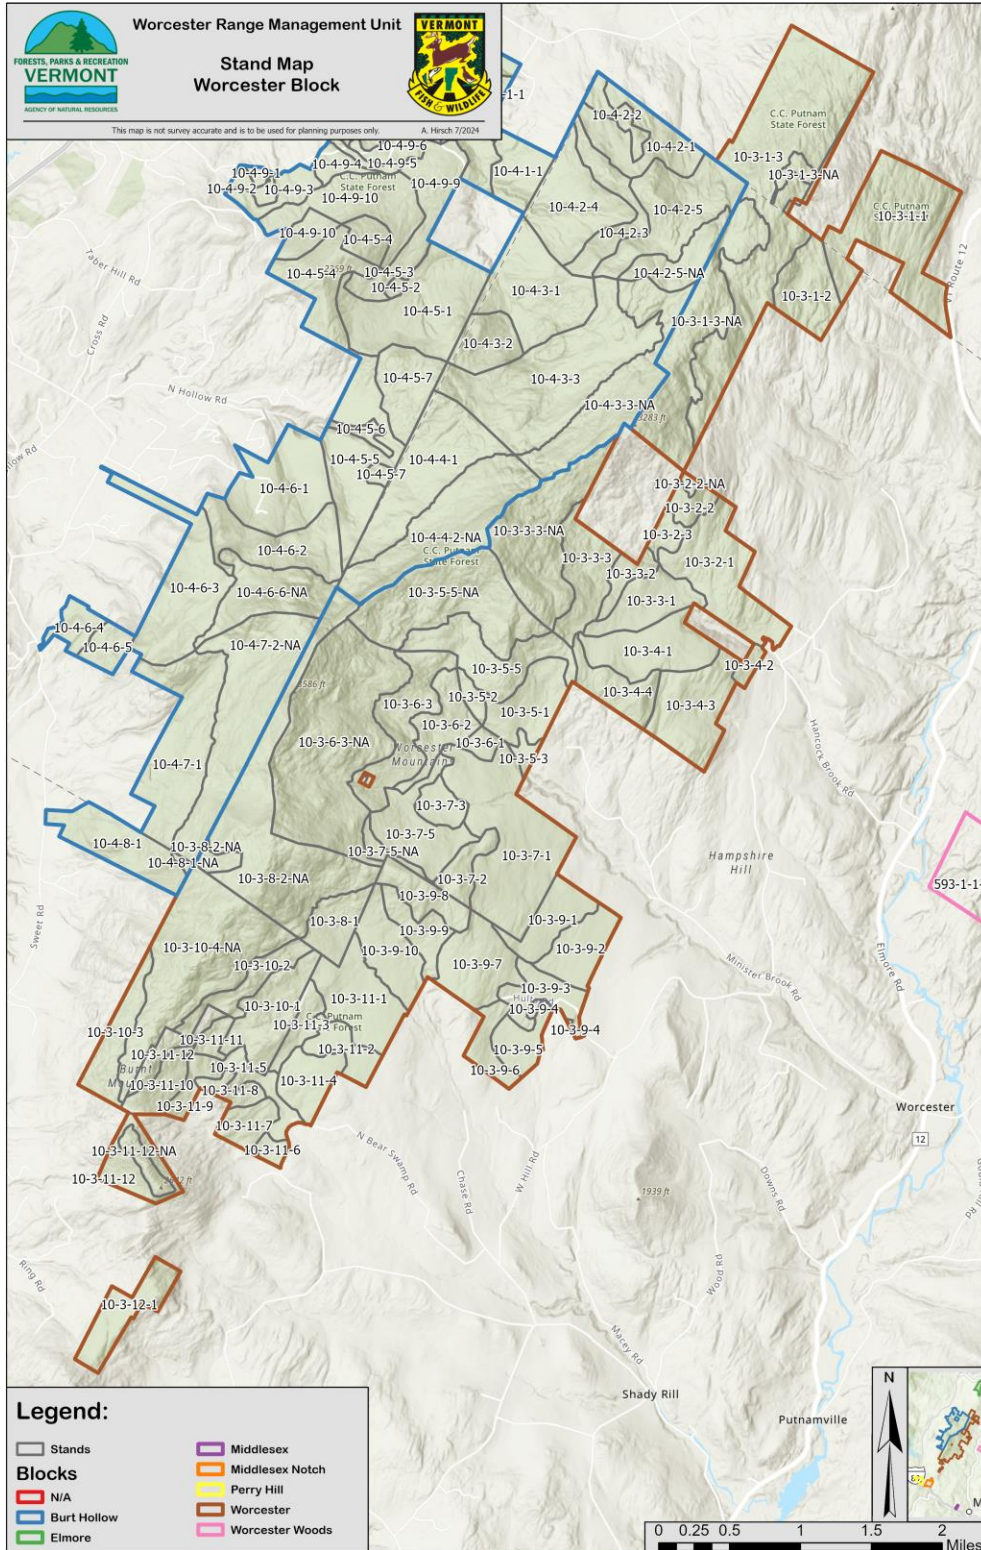 Worcester Range Management Unit
Stand Map
Worcester Block
FORESTS, PARKS & RECREATION
VERMONT
AGENCY OF NATURAL RESOURCES
VERMONT
FISH & WILDLIFE
This map is not survey accurate and is to be used for planning purposes only.
A. Hirsch 7/2024
10-4-2-2
10-4-2-1
C.C. Putnam
State Forest
10-3-1-3
10-3-1-3-NA
10-4-9-6
10-4-9-4
10-4-9-5
C.C. Putnam
State Forest
10-4-9-9
10-4-1-1
10-4-9-1
10-4-9-2
10-4-9-3
10-4-9-10
10-4-2-4
10-4-2-5
C.C. Putnam
10-3-1-1
10-4-9-10
10-4-5-4
10-4-2-3
Taber Hill Rd
VT Route 12
10-4-5-4
10-4-5-3
10-4-5-2
10-4-2-5-NA
10-4-3-1
10-3-1-2
10-4-5-1
10-3-1-3-NA
Cross Rd
10-4-3-2
10-4-5-7
10-4-3-3
N Hollow Rd
10-4-3-3-NA
3283 ft
10-4-5-6
10-4-5-5
10-4-4-1
10-4-5-7
10-4-6-1
10-3-2-2-NA
10-3-2-2
10-4-4-2-NA
10-3-3-3-NA
10-3-2-3
C.C. Putnam
State Forest
10-4-6-2
10-3-3-3
10-3-3-2
10-3-2-1
10-4-6-3
10-4-6-6-NA
10-3-5-5-NA
10-3-3-1
10-4-6-4
10-4-6-5
10-4-7-2-NA
10-3-4-1
10-3-5-5
10-3-4-2
3586 ft
10-3-6-3
10-3-5-2
10-3-4-4
10-3-4-3
10-3-5-1
10-3-6-2
10-3-6-3-NA
10-3-6-1
Worcester
Mountain
10-3-5-3
10-4-7-1
Hancock Brook Rd
10-3-7-3
10-4-8-1
10-3-8-2-NA
10-3-7-5
10-4-8-1-NA
10-3-7-5-NA
10-3-7-1
Hampshire
Hill
10-3-8-2-NA
10-3-7-2
593-1-1-
10-3-9-8
Sweet Rd
10-3-8-1
10-3-9-1
10-3-9-9
10-3-10-4-NA
10-3-9-10
10-3-9-2
Elmore Rd
10-3-10-2
10-3-9-7
Minister Brook Rd
10-3-9-3
10-3-10-1
10-3-11-1
10-3-9-4
10-3-10-3
10-3-11-3
C.C. Putnam
10-3-9-4
10-3-11-11
10-3-11-2
10-3-9-5
10-3-11-12
10-3-11-5
10-3-9-6
10-3-11-10
10-3-11-8
10-3-11-4
10-3-11-9
10-3-11-7
Worcester
12
10-3-11-6
10-3-11-12-NA
10-3-11-12
N Bear Swamp Rd
Chase Rd
W Hill Rd
Downs Rd
1939 ft
Ring Rd
Wood Rd
10-3-12-1
Macey Rd
Shady Rill
Putnamville
Legend:
Stands
Blocks
N/A
Burt Hollow
Elmore
Middlesex
Middlesex Notch
Perry Hill
Worcester
Worcester Woods
N
0 0.25 0.5 1 1.5 2
Miles